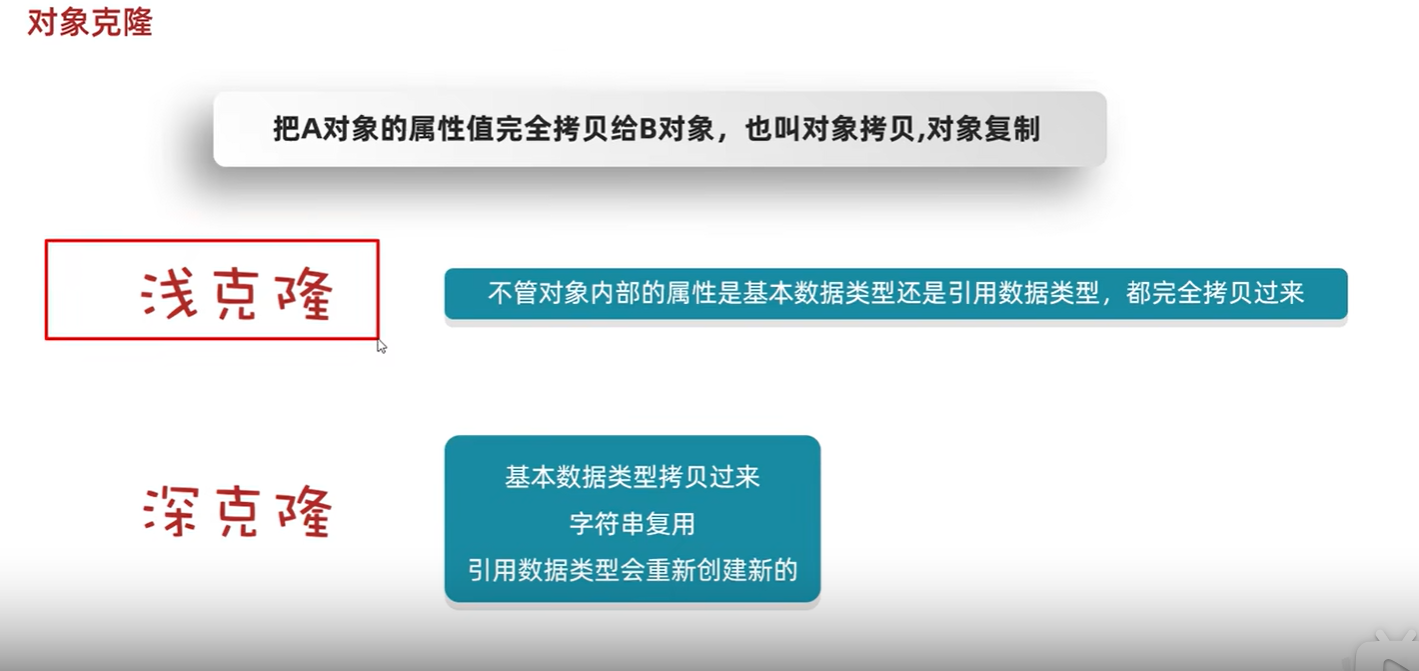 对象克隆
把A对象的属性值完全拷贝给B对象，也叫对象拷贝,对象复制
浅克隆
不管对象内部的属性是基本数据类型还是引用数据类型，都完全拷贝过来
深克隆
基本数据类型拷贝过来
字符串复用
引用数据类型会重新创建新的